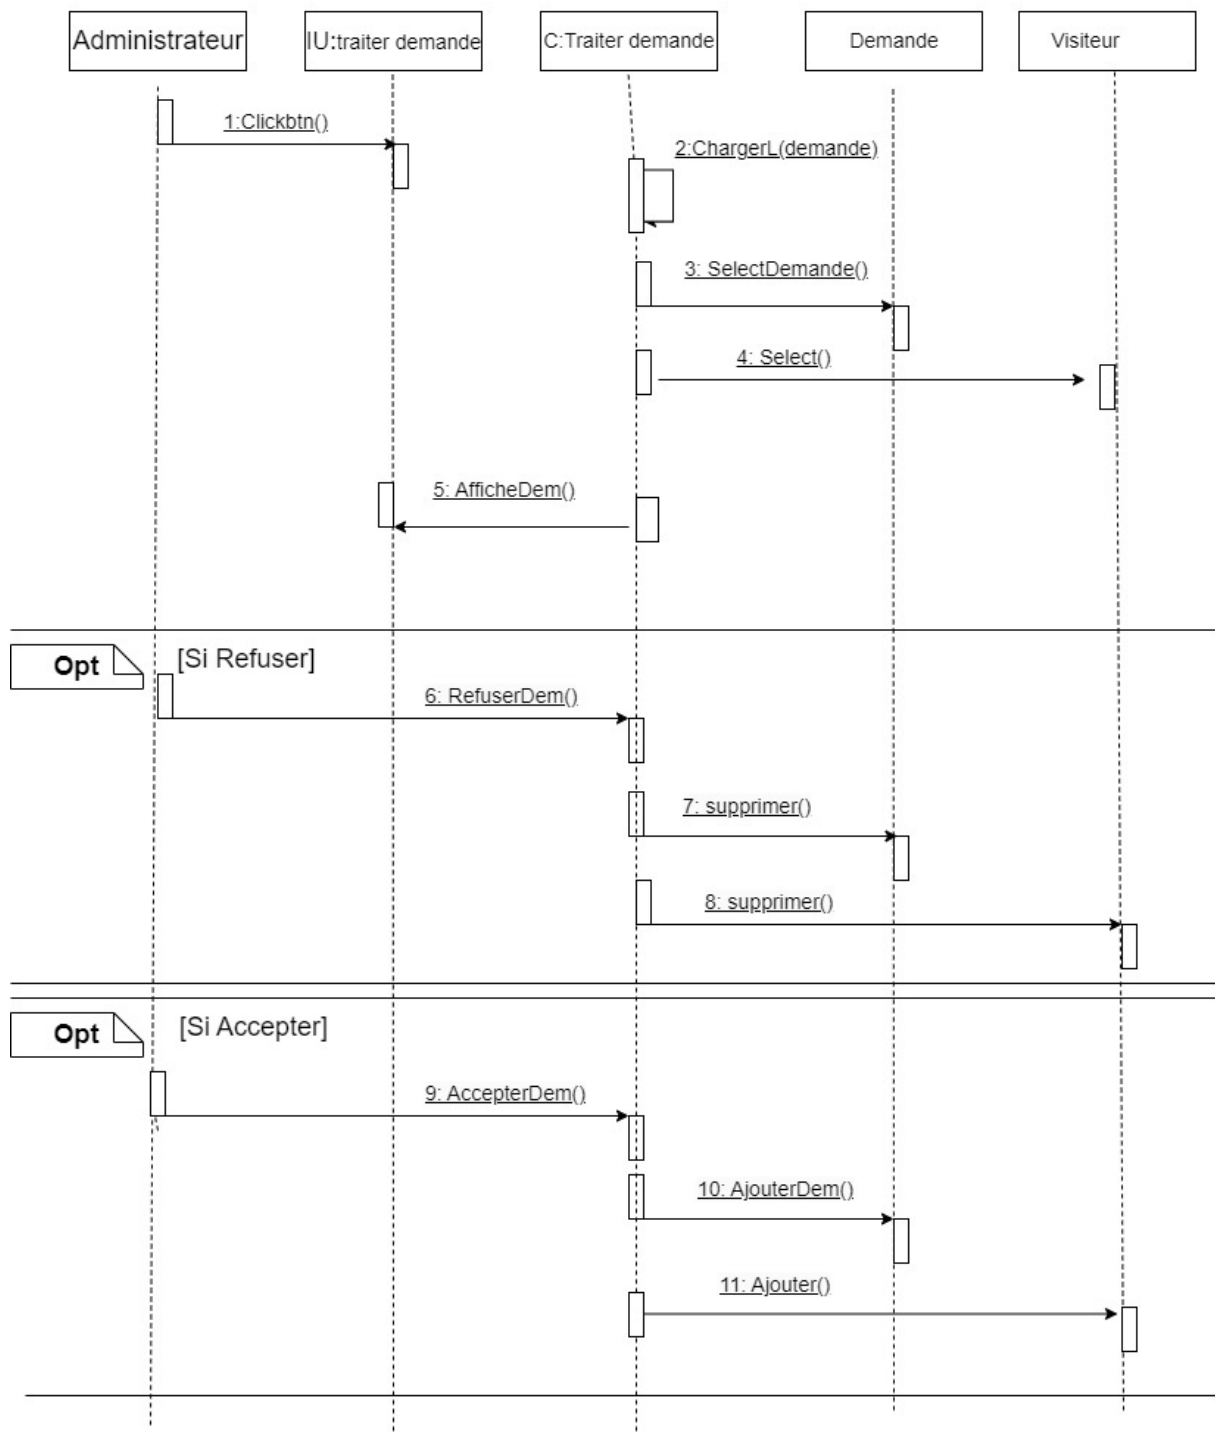 Administrateur
IU:traiter demande
C:Traiter demande
Demande
Visiteur
1:Clickbtn()
2:ChargerL(demande)
3: SelectDemande()
4: Select()
5: AfficheDem()
Opt
[Si Refuser]
6: RefuserDem()
7: supprimer()
8: supprimer()
Opt
[Si Accepter]
9: AccepterDem()
10: AjouterDem()
11: Ajouter()